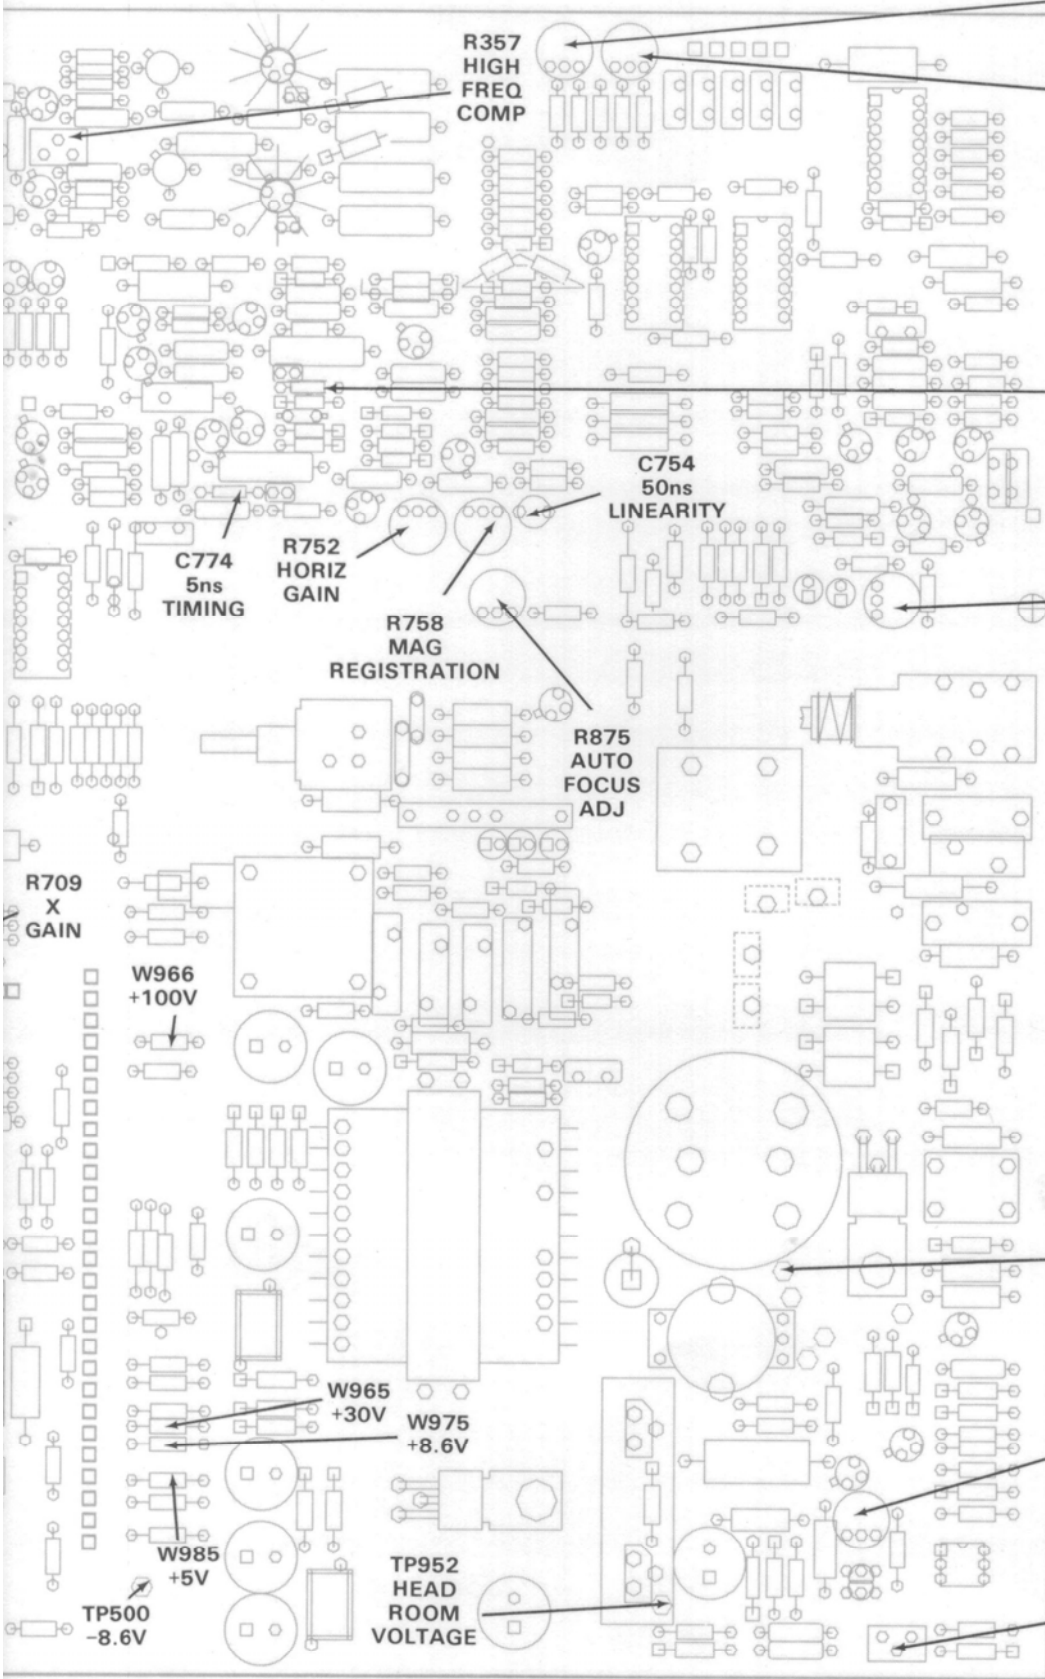 R357
HIGH
FREQ
COMP
C754
50ns
LINEARITY
C774
5ns
TIMING
R752
HORIZ
GAIN
R758
MAG
REGISTRATION
R875
AUTO
FOCUS
ADJ
R709
X
GAIN
W966
+100V
W965
+30V
W975
+8.6V
W985
+5V
TP500
-8.6V
TP952
HEAD
ROOM
VOLTAGE